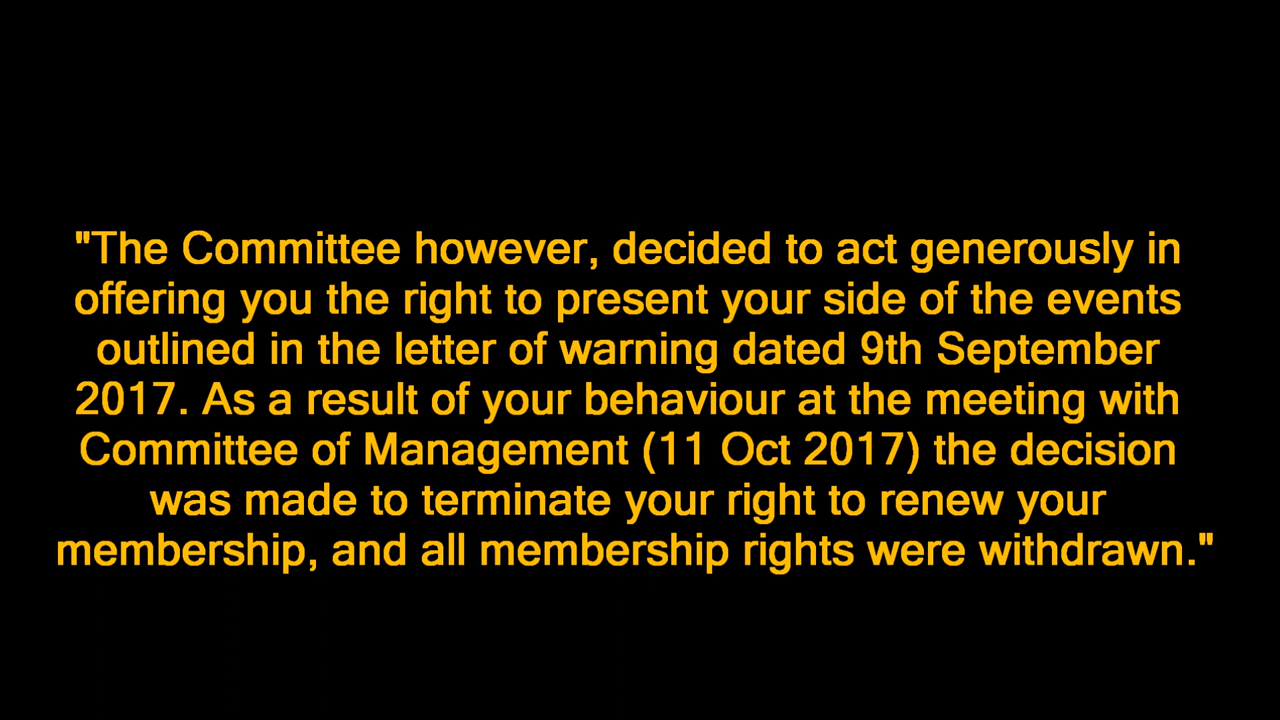 "The Committee however, decided to act generously in
offering you the right to present your side of the events
outlined in the letter of warning dated 9th September
2017. As a result of your behaviour at the meeting with
Committee of Management (11 Oct 2017) the decision
was made to terminate your right to renew your
membership, and all membership rights were withdrawn."